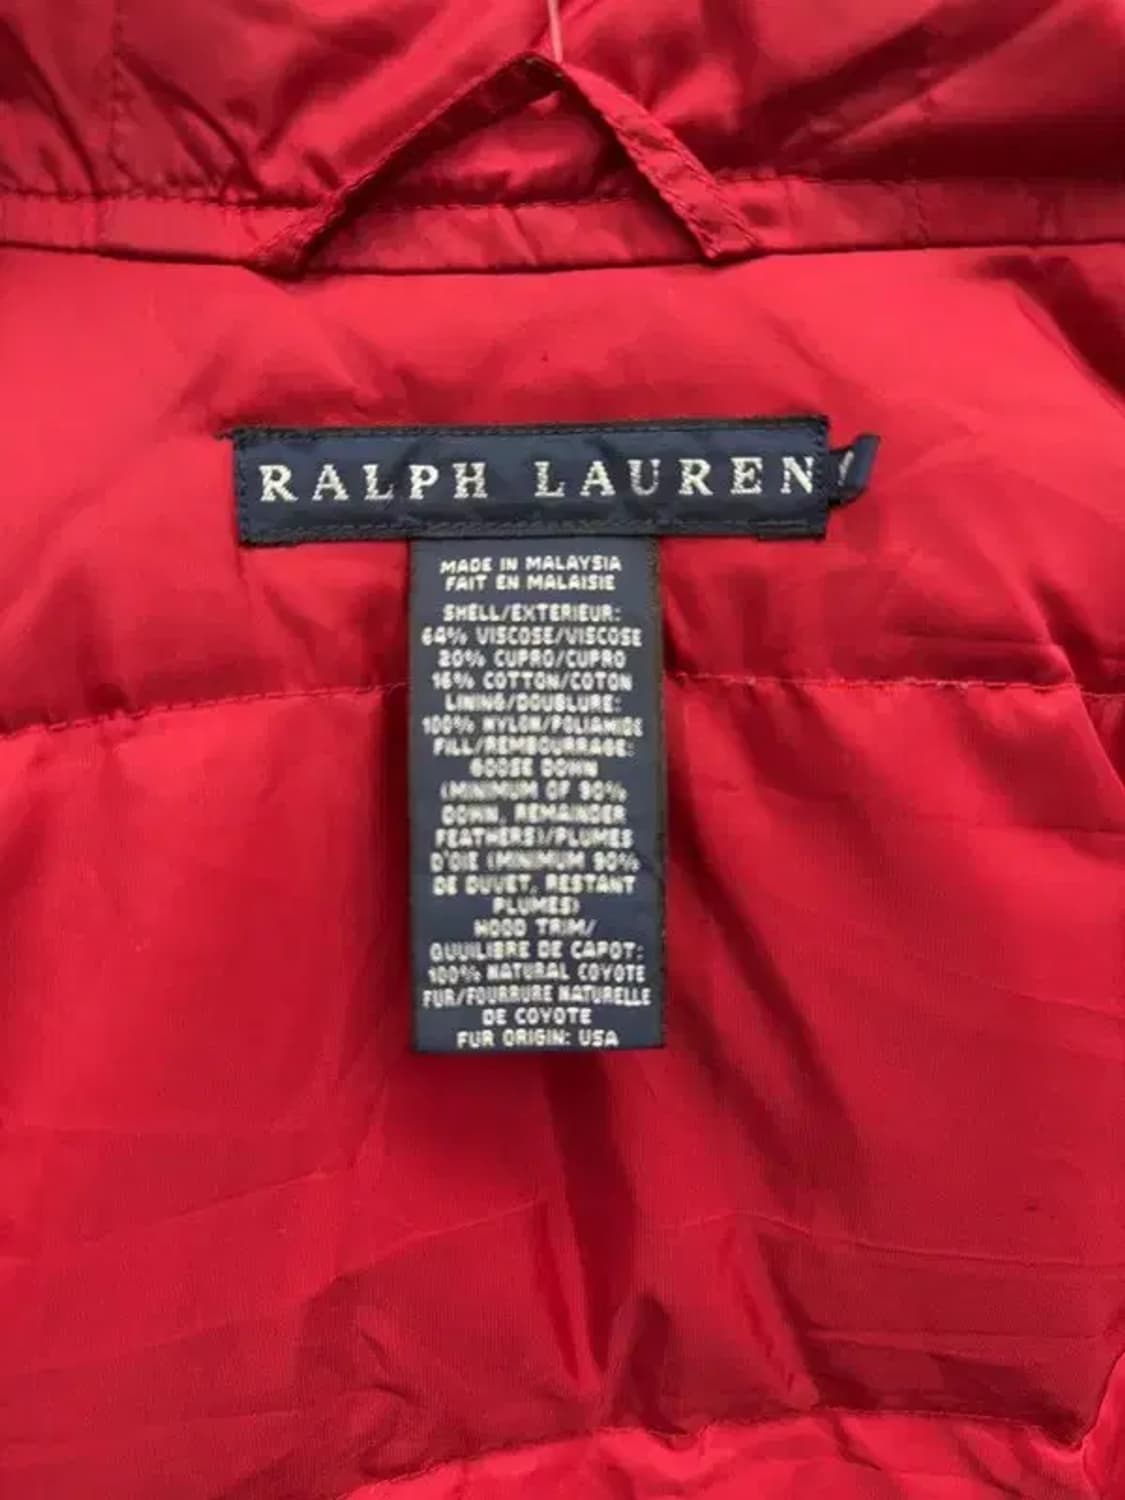 RALPH LAUREN
MADE IN MALAYSIA
FAIT EN MALAISIE
SHELL/EXTERIEUR:
64% VISCOSE/VISCOSE
20% CUPRO/CUPRO
16% COTTON/COTON
LINING/DOUBLURE:
100% NYLON/POLIAMIDE
FILL/REMBOURRAGE:
GOOSE DOWN
(MINIMUM OF 90%
DOWN, REMAINDER
FEATHERS)/PLUMES
D'OIE (MINIMUM 90%
DE DUVET, RESTANT
PLUMES)
HOOD TRIM/
QUUILIBRE DE CAPOT:
100% NATURAL COYOTE
FUR/FOURRURE NATURELLE
DE COYOTE
FUR ORIGIN: USA